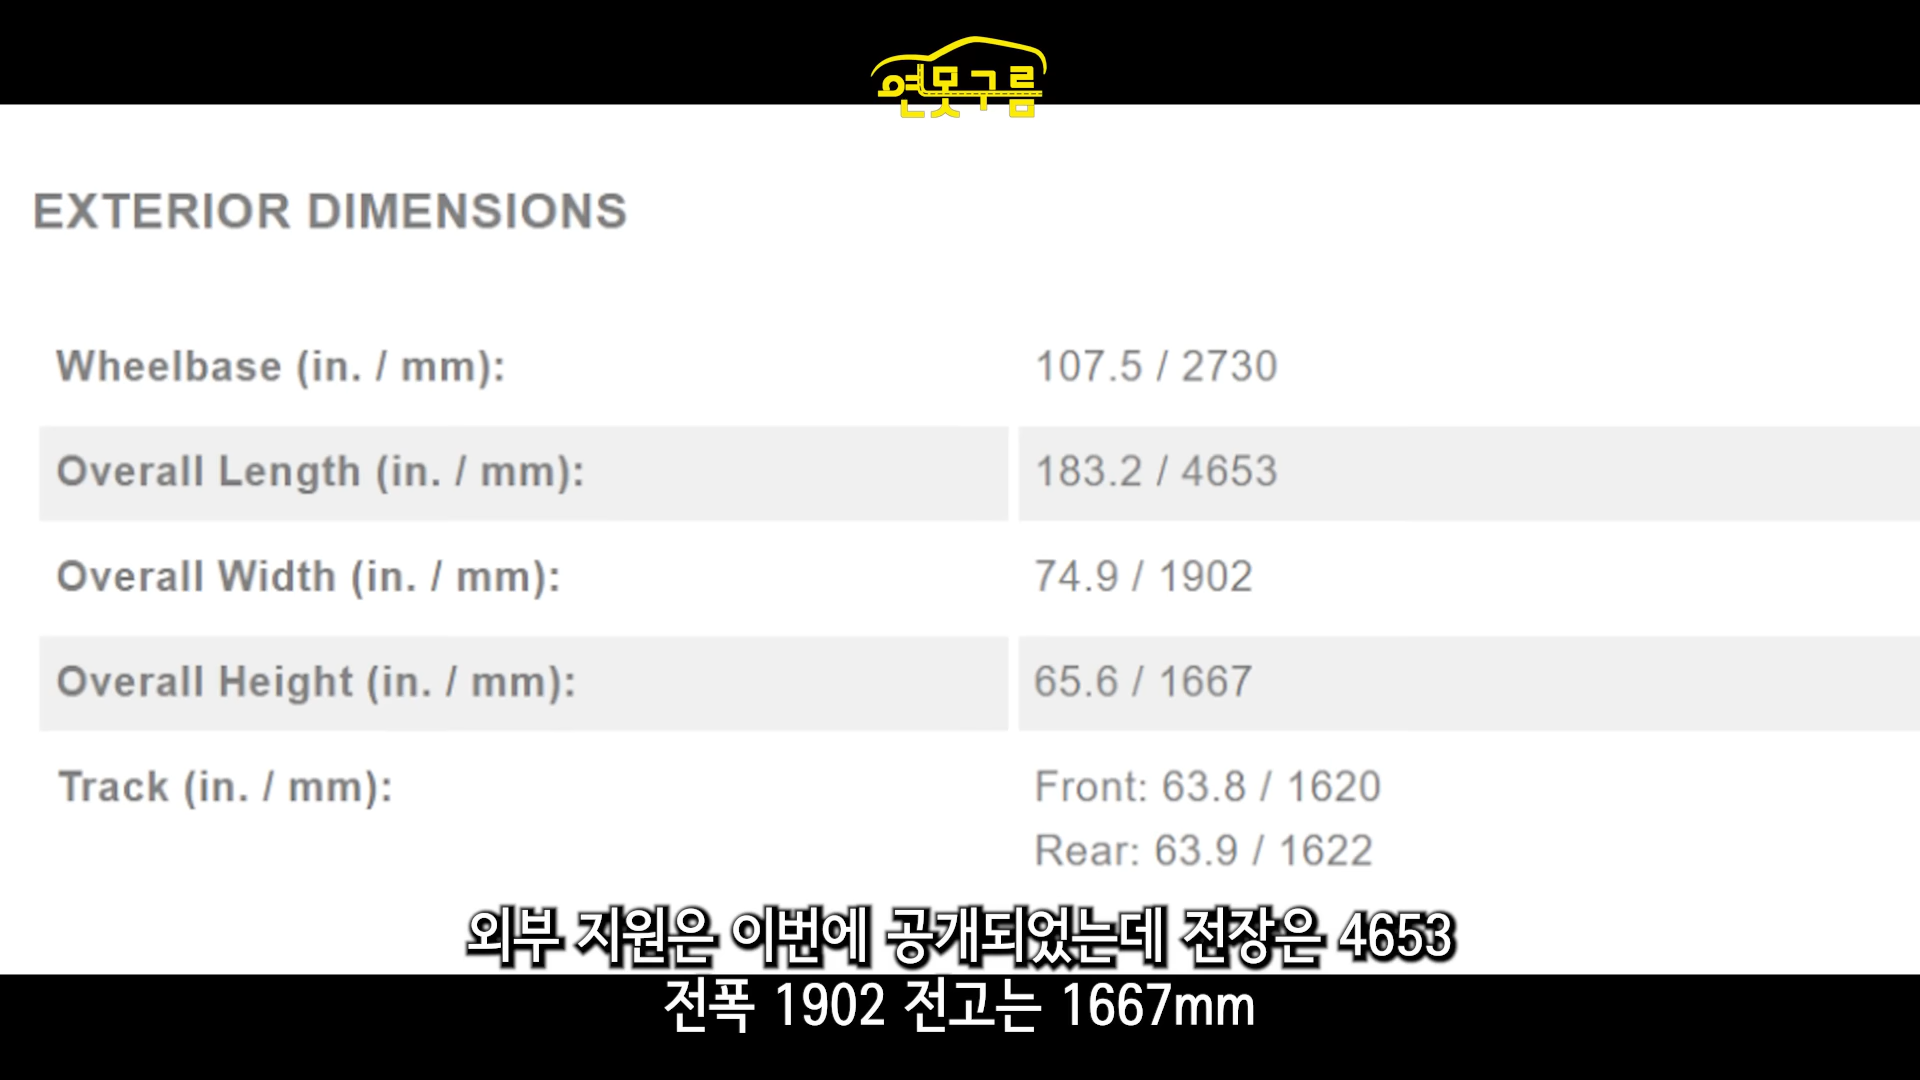 연못구름
EXTERIOR DIMENSIONS
Wheelbase (in. / mm): 107.5 / 2730
Overall Length (in. / mm): 183.2 / 4653
Overall Width (in. / mm): 74.9 / 1902
Overall Height (in. / mm): 65.6 / 1667
Track (in. / mm): Front: 63.8 / 1620
Rear: 63.9 / 1622
외부 지원은 이번에 공개되었는데 전장은 4653
전폭 1902 전고는 1667mm